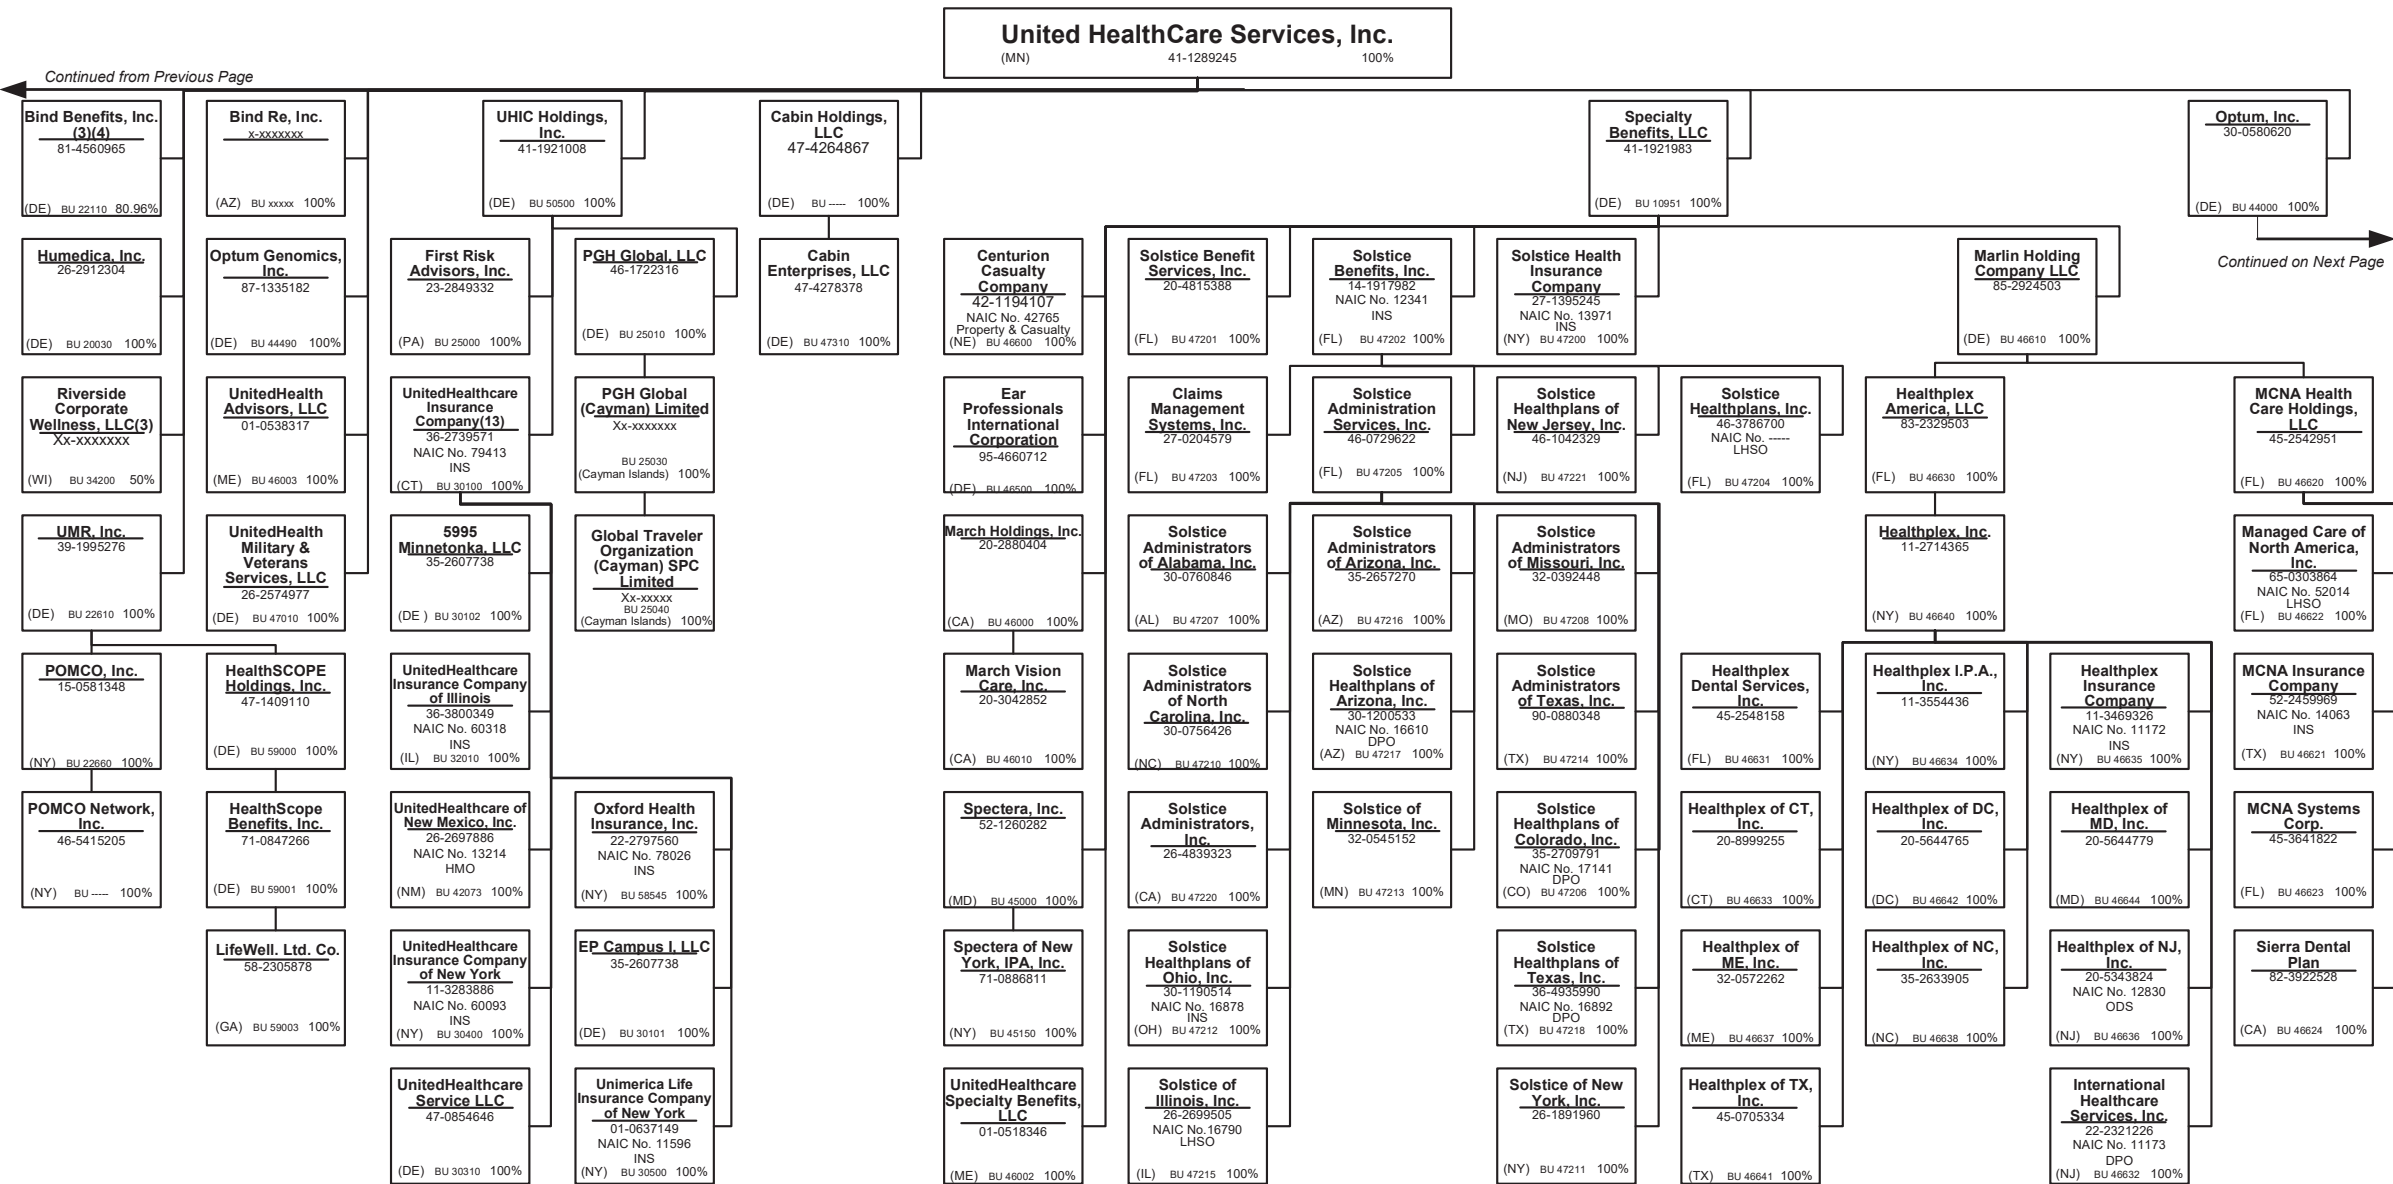 United HealthCare Services, Inc.
(MN) 41-1289245 100%
Continued from Previous Page
Bind Benefits, Inc.
(3)(4)
81-4560965
(DE) BU 22110 80.96%
Bind Re, Inc.
x-xxxxxxx
(AZ) BU xxxxx 100%
UHIC Holdings,
Inc.
41-1921008
(DE) BU 50500 100%
Cabin Holdings,
LLC
47-4264867
(DE) BU ----- 100%
Specialty
Benefits, LLC
41-1921983
(DE) BU 10951 100%
Optum, Inc.
30-0580620
(DE) BU 44000 100%
Continued on Next Page
Humedica, Inc.
26-2912304
(DE) BU 20030 100%
Optum Genomics,
Inc.
87-1335182
(DE) BU 44490 100%
First Risk
Advisors, Inc.
23-2849332
(PA) BU 25000 100%
PGH Global, LLC
46-1722316
(DE) BU 25010 100%
Cabin
Enterprises, LLC
47-4278378
(DE) BU 47310 100%
Centurion
Casualty
Company
42-1194107
NAIC No. 42765
Property & Casualty
(NE) BU 46600 100%
Solstice Benefit
Services, Inc.
20-4815388
(FL) BU 47201 100%
Solstice
Benefits, Inc.
14-1917982
NAIC No. 12341
INS
(FL) BU 47202 100%
Solstice Health
Insurance
Company
27-1395245
NAIC No. 13971
INS
(NY) BU 47200 100%
Marlin Holding
Company LLC
85-2924503
(DE) BU 46610 100%
Riverside
Corporate
Wellness, LLC(3)
Xx-xxxxxxx
(WI) BU 34200 50%
UnitedHealth
Advisors, LLC
01-0538317
(ME) BU 46003 100%
UnitedHealthcare
Insurance
Company(13)
36-2739571
NAIC No. 79413
INS
(CT) BU 30100 100%
PGH Global
(Cayman) Limited
Xx-xxxxxxx
BU 25030
(Cayman Islands) 100%
Ear
Professionals
International
Corporation
95-4660712
(DE) BU 46500 100%
Claims
Management
Systems, Inc.
27-0204579
(FL) BU 47203 100%
Solstice
Administration
Services, Inc.
46-0729622
(FL) BU 47205 100%
Solstice
Healthplans of
New Jersey, Inc.
46-1042329
(NJ) BU 47221 100%
Solstice
Healthplans, Inc.
46-3786700
NAIC No. -----
LHSO
(FL) BU 47204 100%
Healthplex
America, LLC
83-2329503
(FL) BU 46630 100%
MCNA Health
Care Holdings,
LLC
45-2542951
(FL) BU 46620 100%
UMR, Inc.
39-1995276
(DE) BU 22610 100%
UnitedHealth
Military &
Veterans
Services, LLC
26-2574977
(DE) BU 47010 100%
5995
Minnetonka, LLC
35-2607738
(DE ) BU 30102 100%
Global Traveler
Organization
(Cayman) SPC
Limited
Xx-xxxxx
BU 25040
(Cayman Islands) 100%
March Holdings, Inc.
20-2880404
(CA) BU 46000 100%
Solstice
Administrators
of Alabama, Inc.
30-0760846
(AL) BU 47207 100%
Solstice
Administrators
of Arizona, Inc.
35-2657270
(AZ) BU 47216 100%
Solstice
Administrators
of Missouri, Inc.
32-0392448
(MO) BU 47208 100%
Healthplex, Inc.
11-2714365
(NY) BU 46640 100%
Managed Care of
North America,
Inc.
65-0303864
NAIC No. 52014
LHSO
(FL) BU 46622 100%
POMCO, Inc.
15-0581348
(NY) BU 22660 100%
HealthSCOPE
Holdings, Inc.
47-1409110
(DE) BU 59000 100%
UnitedHealthcare
Insurance Company
of Illinois
36-3800349
NAIC No. 60318
INS
(IL) BU 32010 100%
March Vision
Care, Inc.
20-3042852
(CA) BU 46010 100%
Solstice
Administrators
of North
Carolina, Inc.
30-0756426
(NC) BU 47210 100%
Solstice
Healthplans of
Arizona, Inc.
30-1200533
NAIC No. 16610
DPO
(AZ) BU 47217 100%
Solstice
Administrators
of Texas, Inc.
90-0880348
(TX) BU 47214 100%
Healthplex
Dental Services,
Inc.
45-2548158
(FL) BU 46631 100%
Healthplex I.P.A.,
Inc.
11-3554436
(NY) BU 46634 100%
Healthplex
Insurance
Company
11-3469326
NAIC No. 11172
INS
(NY) BU 46635 100%
MCNA Insurance
Company
52-2459969
NAIC No. 14063
INS
(TX) BU 46621 100%
POMCO Network,
Inc.
46-5415205
(NY) BU ----- 100%
HealthScope
Benefits, Inc.
71-0847266
(DE) BU 59001 100%
UnitedHealthcare of
New Mexico, Inc.
26-2697886
NAIC No. 13214
HMO
(NM) BU 42073 100%
Oxford Health
Insurance, Inc.
22-2797560
NAIC No. 78026
INS
(NY) BU 58545 100%
Spectera, Inc.
52-1260282
(MD) BU 45000 100%
Solstice
Administrators,
Inc.
26-4839323
(CA) BU 47220 100%
Solstice of
Minnesota, Inc.
32-0545152
(MN) BU 47213 100%
Solstice
Healthplans of
Colorado, Inc.
35-2709791
NAIC No. 17141
DPO
(CO) BU 47206 100%
Healthplex of CT,
Inc.
20-8999255
(CT) BU 46633 100%
Healthplex of DC,
Inc.
20-5644765
(DC) BU 46642 100%
Healthplex of
MD, Inc.
20-5644779
(MD) BU 46644 100%
MCNA Systems
Corp.
45-3641822
(FL) BU 46623 100%
LifeWell. Ltd. Co.
58-2305878
(GA) BU 59003 100%
UnitedHealthcare
Insurance Company
of New York
11-3283886
NAIC No. 60093
INS
(NY) BU 30400 100%
EP Campus I, LLC
35-2607738
(DE) BU 30101 100%
Spectera of New
York, IPA, Inc.
71-0886811
(NY) BU 45150 100%
Solstice
Healthplans of
Ohio, Inc.
30-1190514
NAIC No. 16878
INS
(OH) BU 47212 100%
Solstice
Healthplans of
Texas, Inc.
36-4935990
NAIC No. 16892
DPO
(TX) BU 47218 100%
Healthplex of
ME, Inc.
32-0572262
(ME) BU 46637 100%
Healthplex of NC,
Inc.
35-2633905
(NC) BU 46638 100%
Healthplex of NJ,
Inc.
20-5343824
NAIC No. 12830
ODS
(NJ) BU 46636 100%
Sierra Dental
Plan
82-3922528
(CA) BU 46624 100%
UnitedHealthcare
Service LLC
47-0854646
(DE) BU 30310 100%
Unimerica Life
Insurance Company
of New York
01-0637149
NAIC No. 11596
INS
(NY) BU 30500 100%
UnitedHealthcare
Specialty Benefits,
LLC
01-0518346
(ME) BU 46002 100%
Solstice of
Illinois, Inc.
26-2699505
NAIC No.16790
LHSO
(IL) BU 47215 100%
Solstice of New
York, Inc.
26-1891960
(NY) BU 47211 100%
Healthplex of TX,
Inc.
45-0705334
(TX) BU 46641 100%
International
Healthcare
Services, Inc.
22-2321226
NAIC No. 11173
DPO
(NJ) BU 46632 100%